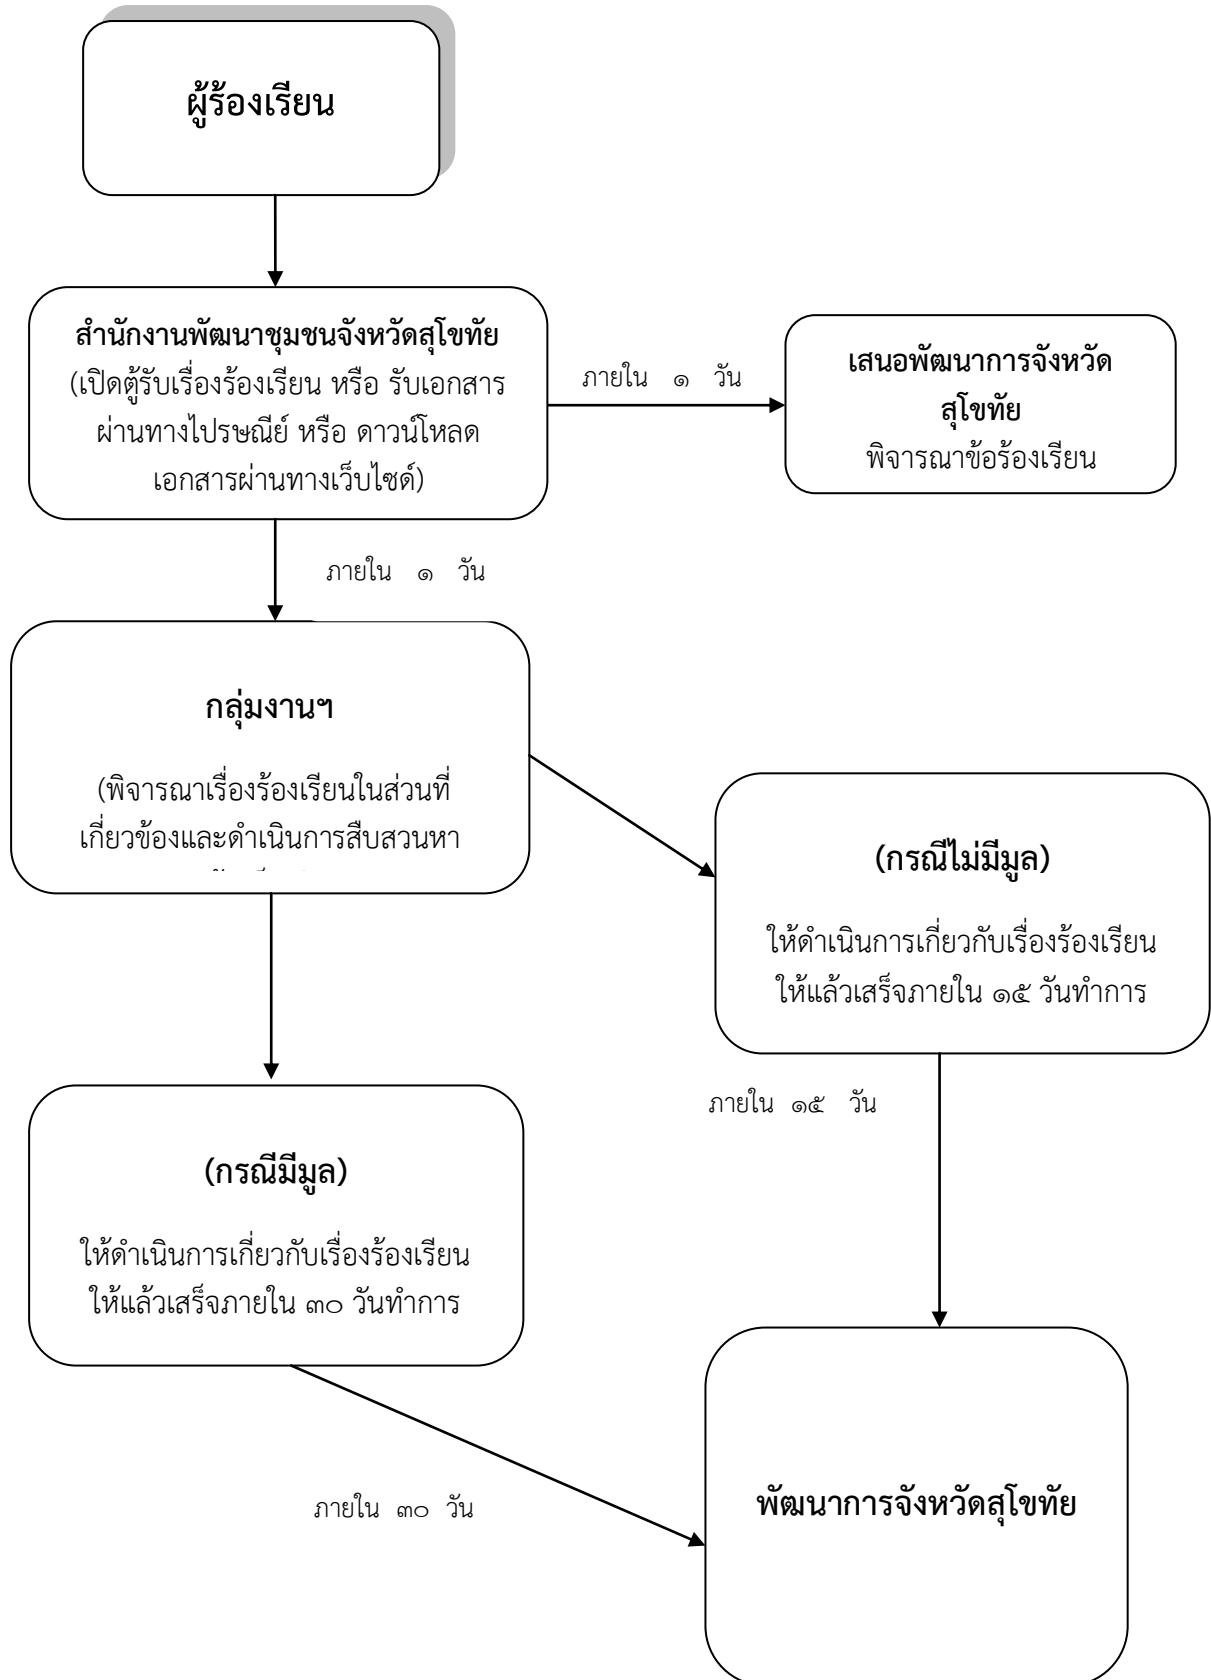 ผู้ร้องเรียน
สำนักงานพัฒนาชุมชนจังหวัดสุโขทัย
(เปิดตู้รับเรื่องร้องเรียน หรือ รับเอกสาร
ผ่านทางไปรษณีย์ หรือ ดาวน์โหลด
เอกสารผ่านทางเว็บไซด์)
ภายใน ๑ วัน
เสนอพัฒนาการจังหวัด
สุโขทัย
พิจารณาข้อร้องเรียน
ภายใน ๑ วัน
กลุ่มงานฯ
(พิจารณาเรื่องร้องเรียนในส่วนที่
เกี่ยวข้องและดำเนินการสืบสวนหา
(กรณีไม่มีมูล)
ให้ดำเนินการเกี่ยวกับเรื่องร้องเรียน
ให้แล้วเสร็จภายใน ๑๕ วันทำการ
ภายใน ๑๕ วัน
(กรณีมีมูล)
ให้ดำเนินการเกี่ยวกับเรื่องร้องเรียน
ให้แล้วเสร็จภายใน ๓๐ วันทำการ
ภายใน ๓๐ วัน
พัฒนาการจังหวัดสุโขทัย